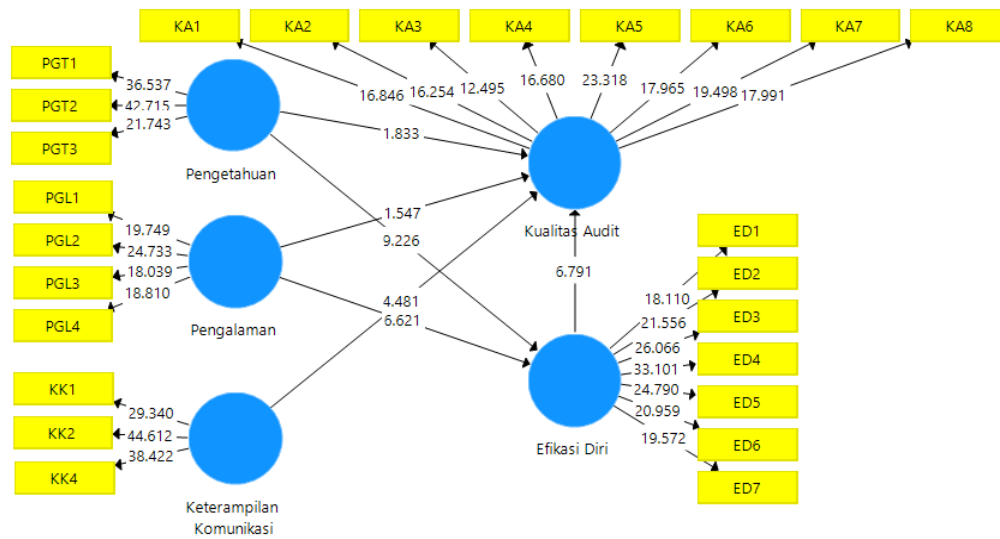 KA1
KA2
KA3
KA4
KA5
KA6
KA7
KA8
16.846
16.254
12.495
16.680
23.318
17.965
19.498
17.991
PGT1
PGT2
PGT3
36.537
42.715
21.743
Pengetahuan
1.833
9.226
Kualitas Audit
PGL1
PGL2
PGL3
PGL4
19.749
24.733
18.039
18.810
Pengalaman
1.547
6.621
6.791
KK1
KK2
KK4
29.340
44.612
38.422
Keterampilan
Komunikasi
4.481
Efikasi Diri
ED1
ED2
ED3
ED4
ED5
ED6
ED7
18.110
21.556
26.066
33.101
24.790
20.959
19.572